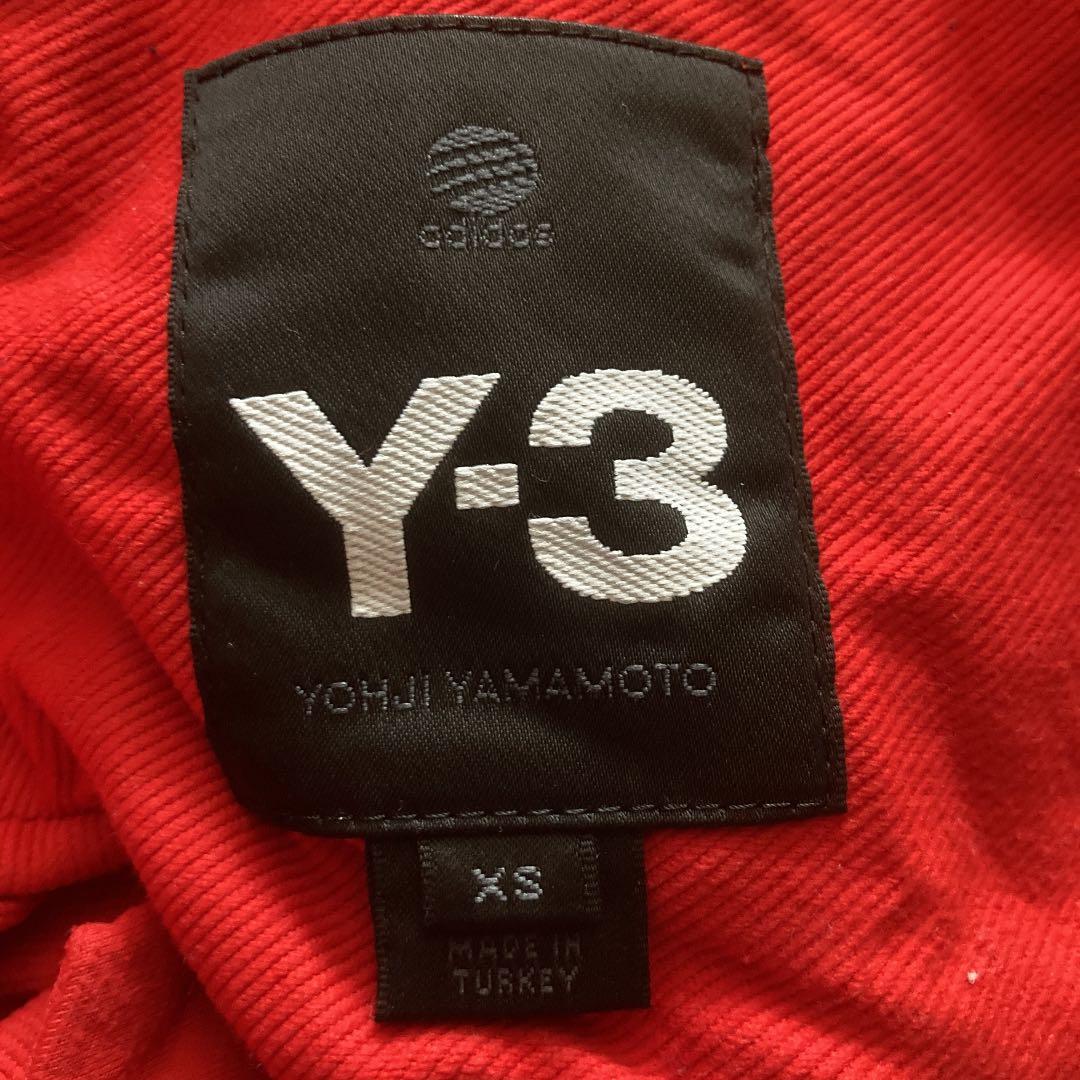 adidas
Y-3
YOHJI YAMAMOTO
XS
MADE IN
TURKEY